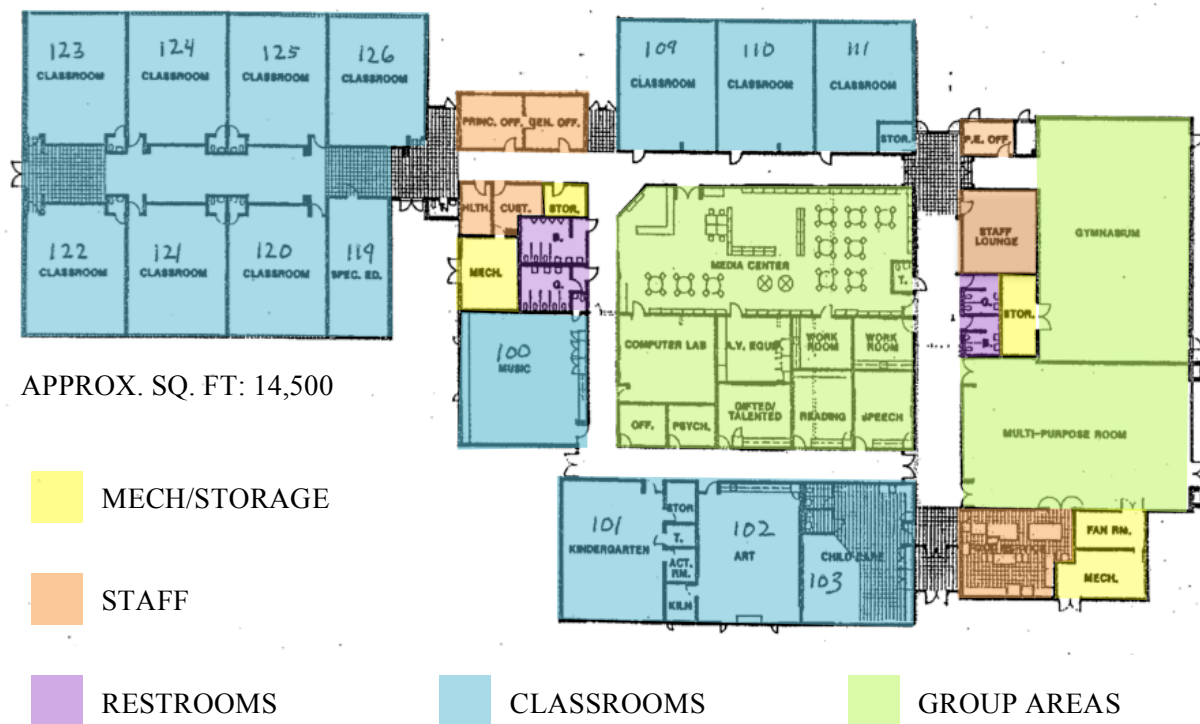 123
CLASSROOM
124
CLASSROOM
125
CLASSROOM
126
CLASSROOM
109
CLASSROOM
110
CLASSROOM
111
CLASSROOM
STOR.
PRINC. OFF.
GEN. OFF.
P.E. OFF.
HLTH.
CUST.
STOR.
B.
G.
MECH.
122
CLASSROOM
121
CLASSROOM
120
CLASSROOM
119
SPEC. ED.
MEDIA CENTER
T.
STAFF
LOUNGE
GYMNASIUM
G.
B.
STOR.
100
MUSIC
COMPUTER LAB
A.V. EQUIP.
WORK
ROOM
WORK
ROOM
OFF.
PSYCH.
GIFTED/
TALENTED
READING
SPEECH
MULTI-PURPOSE ROOM
APPROX. SQ. FT: 14,500
101
KINDERGARTEN
STOR.
T.
ACT.
RM.
KILN
102
ART
CHILD CARE
103
FAN RM.
MECH.
MECH/STORAGE
STAFF
RESTROOMS
CLASSROOMS
GROUP AREAS